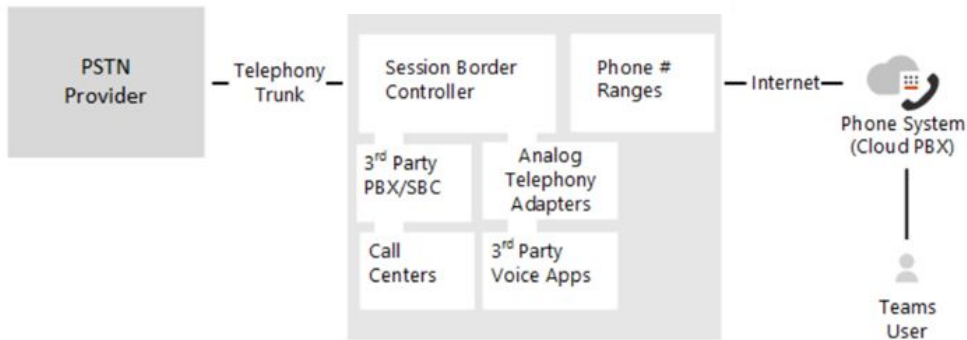 PSTN
Provider
Telephony
Trunk
Session Border
Controller
Phone #
Ranges
3rd Party
PBX/SBC
Analog
Telephony
Adapters
Call
Centers
3rd Party
Voice Apps
Internet
Phone System
(Cloud PBX)
Teams
User